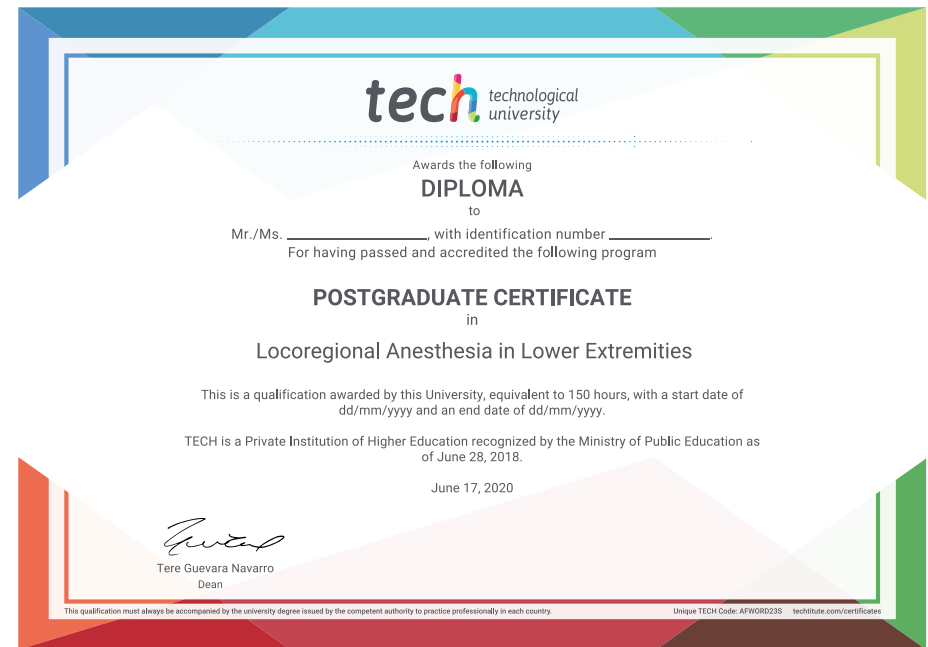 tech technological
university
Awards the following
DIPLOMA
to
Mr./Ms. ____________________, with identification number ______________.
For having passed and accredited the following program
POSTGRADUATE CERTIFICATE
in
Locoregional Anesthesia in Lower Extremities
This is a qualification awarded by this University, equivalent to 150 hours, with a start date of
dd/mm/yyyy and an end date of dd/mm/yyyy.
TECH is a Private Institution of Higher Education recognized by the Ministry of Public Education as
of June 28, 2018.
June 17, 2020
Tere Guevara Navarro
Dean
This qualification must always be accompanied by the university degree issued by the competent authority to practice professionally in each country.
Unique TECH Code: AFWORD23S techtitute.com/certificates